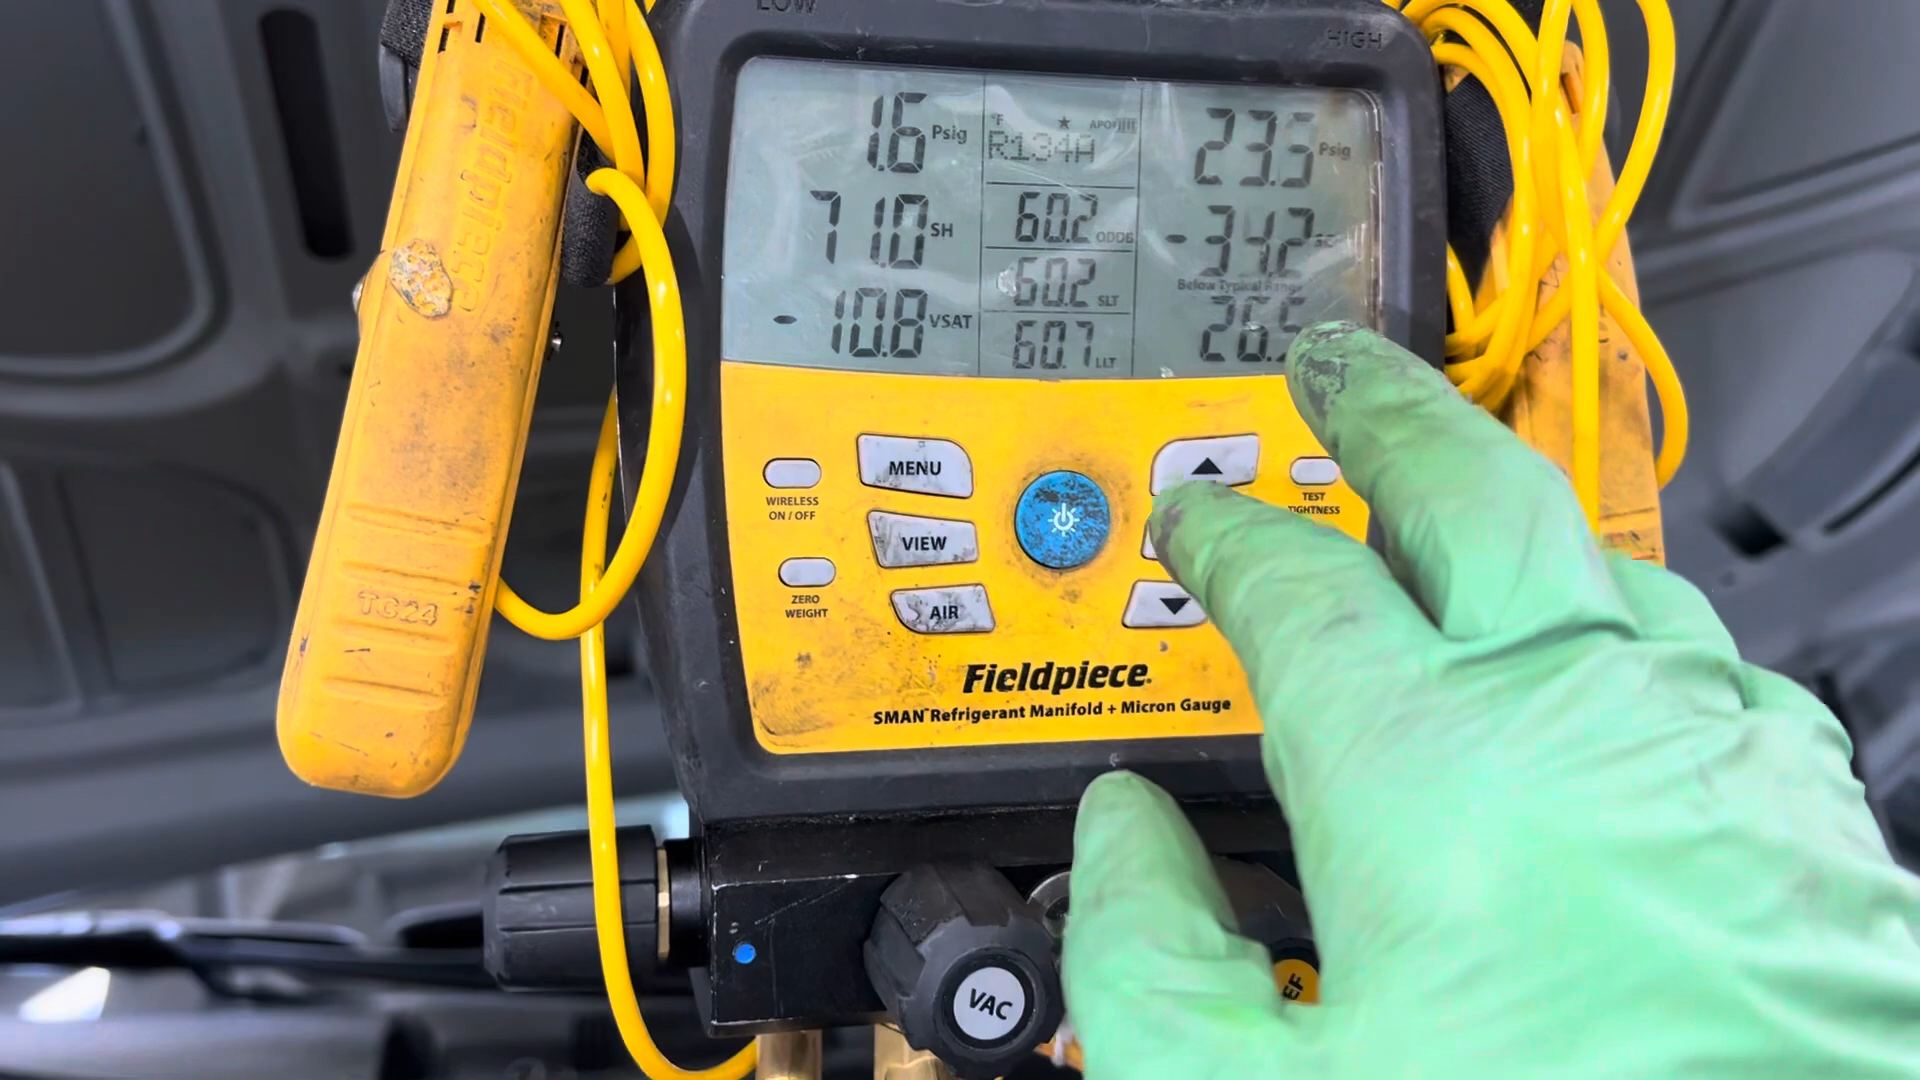 LOW
HIGH
1.6 Psig
°F
R134A
23.5 Psig
71.0 SH
60.2 ODDB
-34.2
Below Typical Range
-10.8 VSAT
60.2 SLT
60.7 LLT
26.5
MENU
WIRELESS
ON / OFF
VIEW
TEST
TIGHTNESS
ZERO
WEIGHT
AIR
Fieldpiece
SMAN Refrigerant Manifold + Micron Gauge
Fieldpiece
TC24
VAC